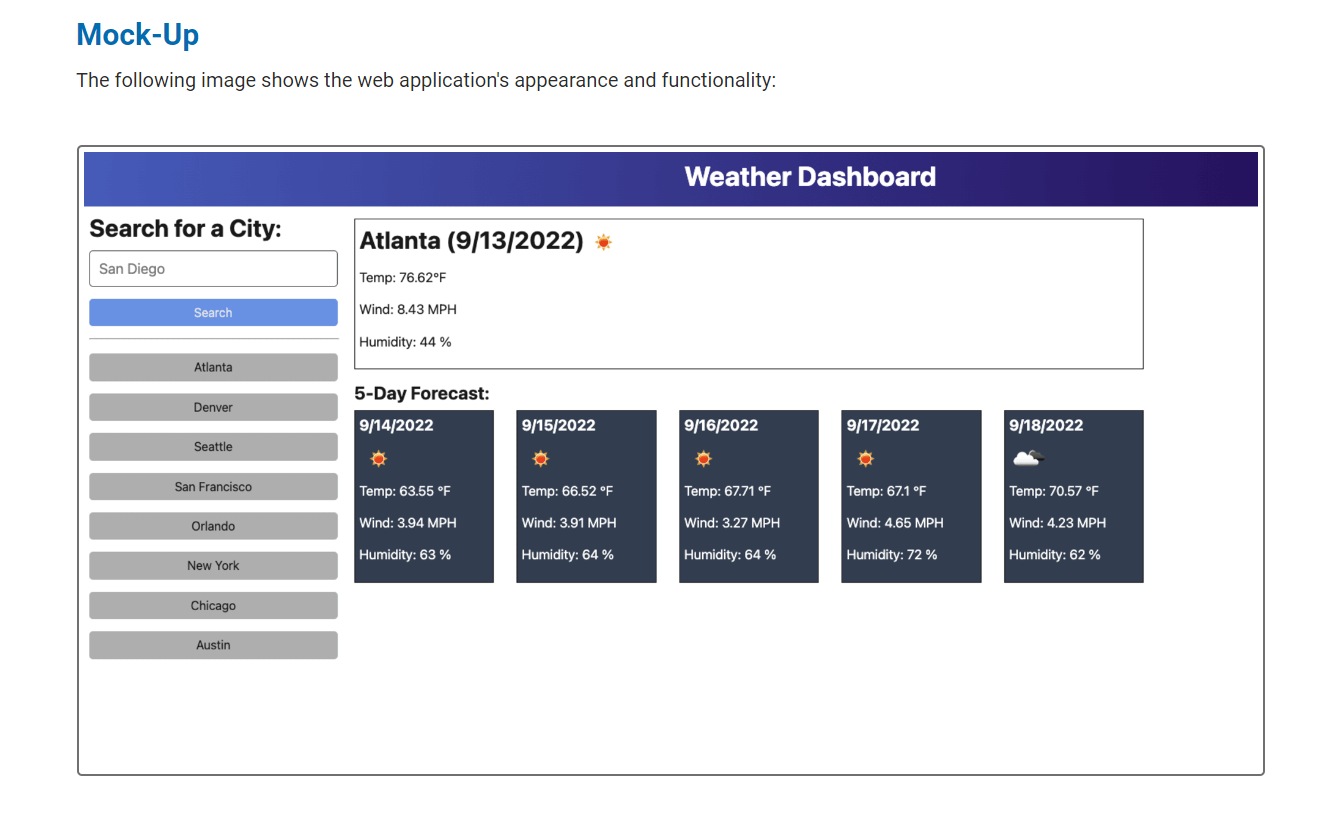 Mock-Up
The following image shows the web application's appearance and functionality:
Weather Dashboard
Search for a City:
San Diego
Search
Atlanta
Denver
Seattle
San Francisco
Orlando
New York
Chicago
Austin
Atlanta (9/13/2022)
Temp: 76.62°F
Wind: 8.43 MPH
Humidity: 44 %
5-Day Forecast:
9/14/2022
Temp: 63.55 °F
Wind: 3.94 MPH
Humidity: 63 %
9/15/2022
Temp: 66.52 °F
Wind: 3.91 MPH
Humidity: 64 %
9/16/2022
Temp: 67.71 °F
Wind: 3.27 MPH
Humidity: 64 %
9/17/2022
Temp: 67.1 °F
Wind: 4.65 MPH
Humidity: 72 %
9/18/2022
Temp: 70.57 °F
Wind: 4.23 MPH
Humidity: 62 %